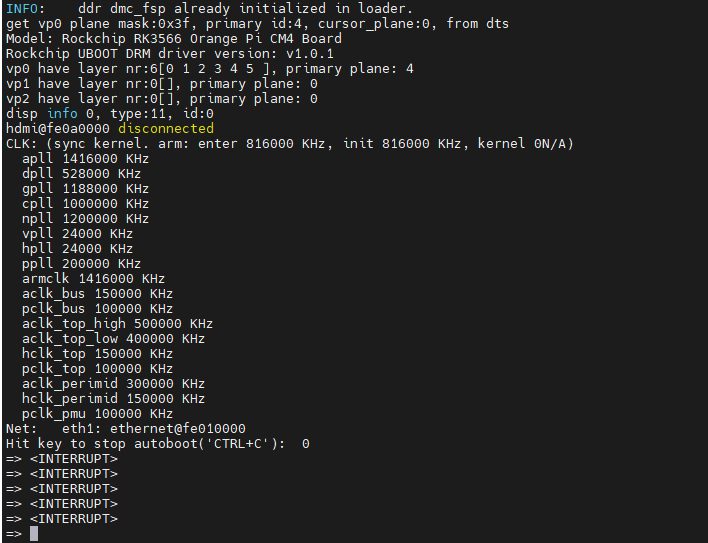 INFO:    ddr dmc_fsp already initialized in loader.
get vp0 plane mask:0x3f, primary id:4, cursor_plane:0, from dts
Model: Rockchip RK3566 Orange Pi CM4 Board
Rockchip UBOOT DRM driver version: v1.0.1
vp0 have layer nr:6[0 1 2 3 4 5 ], primary plane: 4
vp1 have layer nr:0[], primary plane: 0
vp2 have layer nr:0[], primary plane: 0
disp info 0, type:11, id:0
hdmi@fe0a0000 disconnected
CLK: (sync kernel. arm: enter 816000 KHz, init 816000 KHz, kernel 0N/A)
  apll 1416000 KHz
  dpll 528000 KHz
  gpll 1188000 KHz
  cpll 1000000 KHz
  npll 1200000 KHz
  vpll 24000 KHz
  hpll 24000 KHz
  ppll 200000 KHz
  armclk 1416000 KHz
  aclk_bus 150000 KHz
  pclk_bus 100000 KHz
  aclk_top_high 500000 KHz
  aclk_top_low 400000 KHz
  hclk_top 150000 KHz
  pclk_top 100000 KHz
  aclk_perimid 300000 KHz
  hclk_perimid 150000 KHz
  pclk_pmu 100000 KHz
Net:   eth1: ethernet@fe010000
Hit key to stop autoboot('CTRL+C'):  0
=> <INTERRUPT>
=> <INTERRUPT>
=> <INTERRUPT>
=> <INTERRUPT>
=> <INTERRUPT>
=>